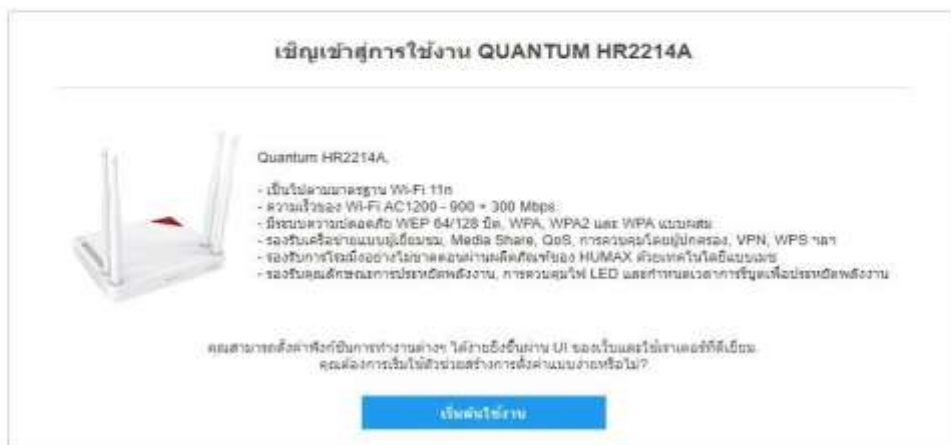 เชิญเข้าสู่การใช้งาน QUANTUM HR2214A
Quantum HR2214A,
- เป็นไปตามมาตรฐาน Wi-Fi 11n
- ความเร็วของ Wi-Fi AC1200 - 900 + 300 Mbps
- มีระบบความปลอดภัย WEP 64/128 บิต, WPA, WPA2 และ WPA แบบผสม
- รองรับเครือข่ายแบบผู้เยี่ยมชม, Media Share, QoS, การควบคุมโดยผู้ปกครอง, VPN, WPS ฯลฯ
- รองรับการโรมมิ่งอย่างไม่ขาดตอนผ่านผลิตภัณฑ์ของ HUMAX ด้วยเทคโนโลยีแบบเมช
- รองรับคุณลักษณะการประหยัดพลังงาน, การควบคุมไฟ LED และกำหนดเวลาการรีบูตเพื่อประหยัดพลังงาน
คุณสามารถตั้งค่าฟังก์ชันการทำงานต่างๆ ได้ง่ายยิ่งขึ้นผ่าน UI ของเว็บและใช้เราเตอร์ที่ดีเยี่ยม
คุณต้องการเริ่มใช้ตัวช่วยสร้างการตั้งค่าแบบง่ายหรือไม่?
เริ่มต้นใช้งาน